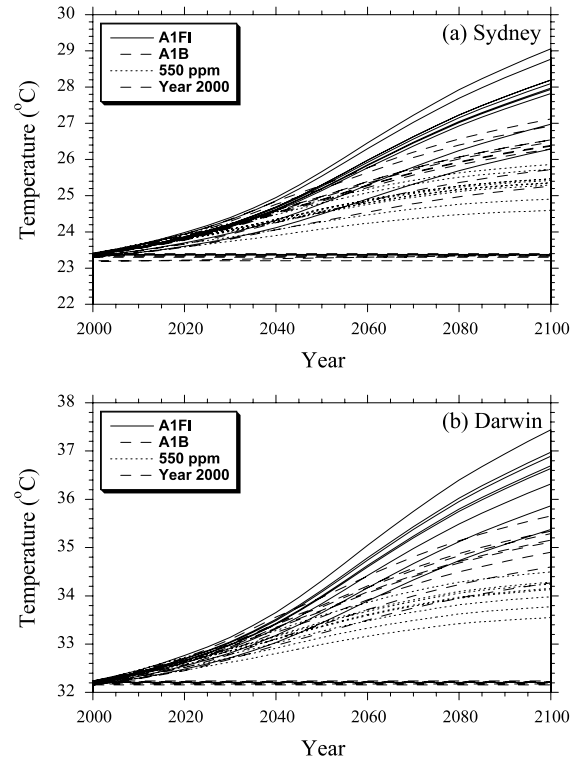 30
29
28
27
26
25
24
23
22
Temperature (°C)
(a) Sydney
A1FI
A1B
550 ppm
Year 2000
2000 2020 2040 2060 2080 2100
Year
38
37
36
35
34
33
32
Temperature (°C)
(b) Darwin
A1FI
A1B
550 ppm
Year 2000
2000 2020 2040 2060 2080 2100
Year